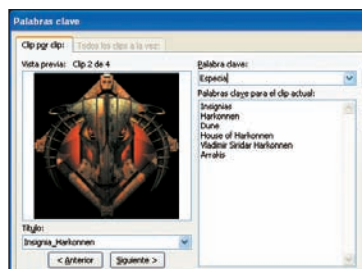 Palabras clave
Clip por clip:
Todos los clips a la vez:
Vista previa: Clip 2 de 4
Palabra clave:
Especia
Palabras clave para el clip actual:
Insignias
Harkonnen
Dune
House of Harkonnen
Vladimir Siridar Harkonnen
Arrakis
Título:
Insignia_Harkonnen
< Anterior
Siguiente >